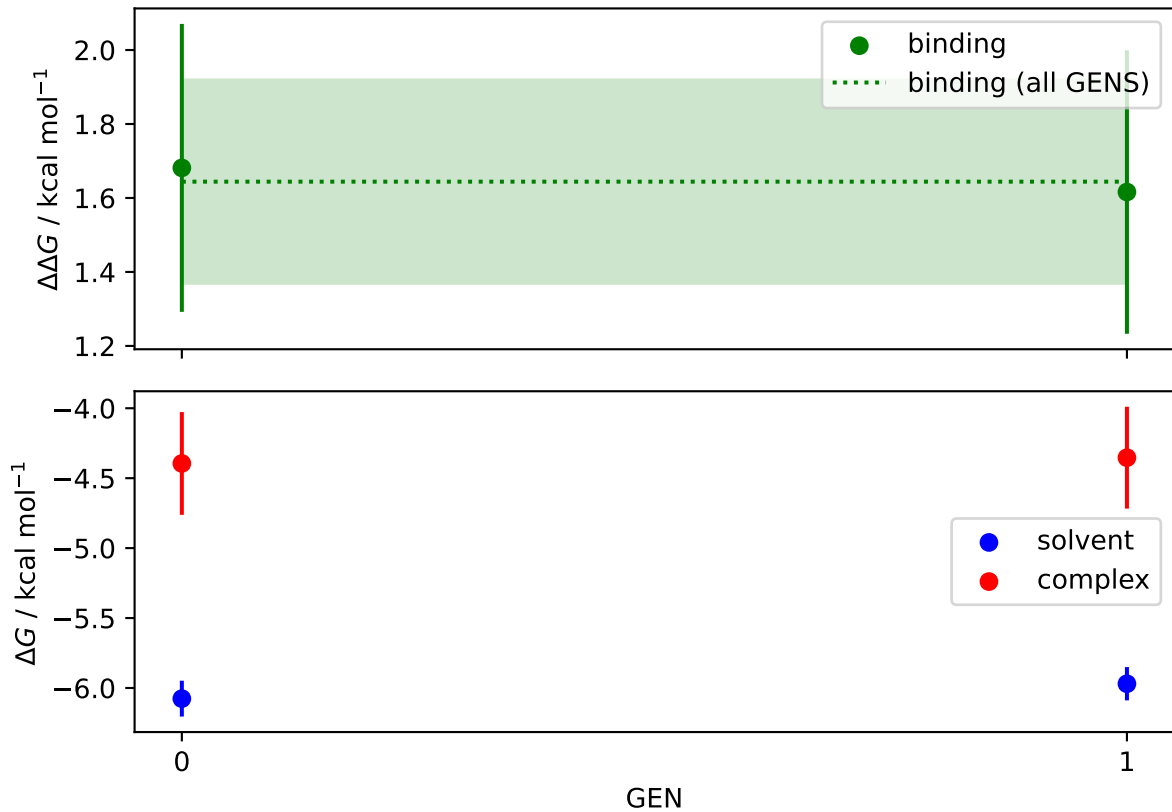 ΔΔG / kcal mol⁻¹
2.0
1.8
1.6
1.4
1.2
binding
binding (all GENS)
ΔG / kcal mol⁻¹
−4.0
−4.5
−5.0
−5.5
−6.0
solvent
complex
0
1
GEN